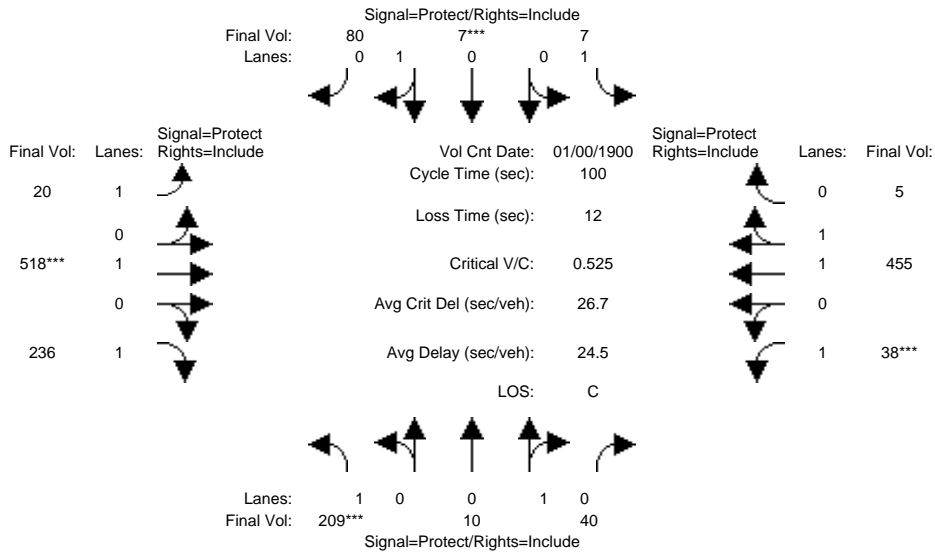 Signal=Protect/Rights=Include
Final Vol: 80 7*** 7
Lanes: 0 1 0 0 1
Signal=Protect Signal=Protect
Final Vol: Lanes: Rights=Include Vol Cnt Date: 01/00/1900 Rights=Include Lanes: Final Vol:
Cycle Time (sec): 100
20 1 0 5
Loss Time (sec): 12
0 1
518*** 1 Critical V/C: 0.525 1 455
0 Avg Crit Del (sec/veh): 26.7 0
236 1 Avg Delay (sec/veh): 24.5 1 38***
LOS: C
Lanes: 1 0 0 1 0
Final Vol: 209*** 10 40
Signal=Protect/Rights=Include